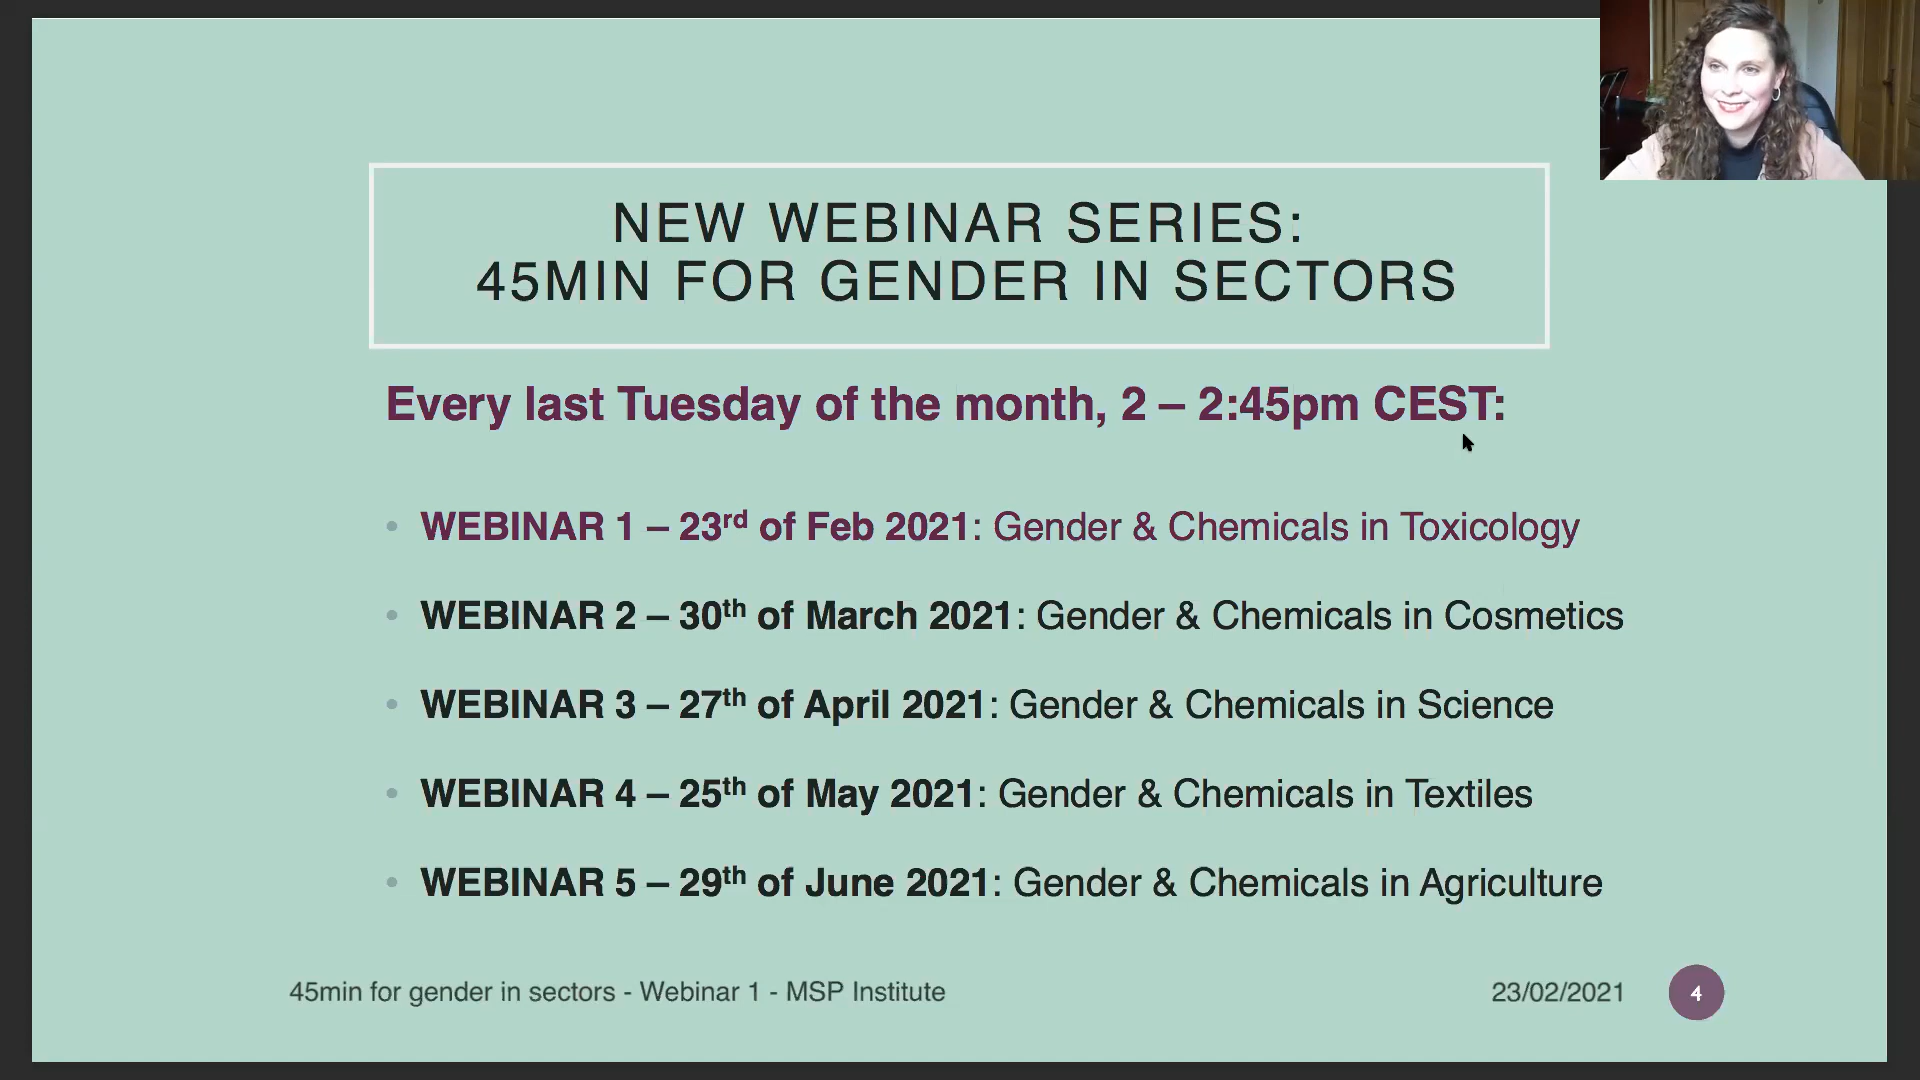 NEW WEBINAR SERIES:
45MIN FOR GENDER IN SECTORS
Every last Tuesday of the month, 2 – 2:45pm CEST:
• WEBINAR 1 – 23rd of Feb 2021: Gender & Chemicals in Toxicology
• WEBINAR 2 – 30th of March 2021: Gender & Chemicals in Cosmetics
• WEBINAR 3 – 27th of April 2021: Gender & Chemicals in Science
• WEBINAR 4 – 25th of May 2021: Gender & Chemicals in Textiles
• WEBINAR 5 – 29th of June 2021: Gender & Chemicals in Agriculture
45min for gender in sectors - Webinar 1 - MSP Institute
23/02/2021
4